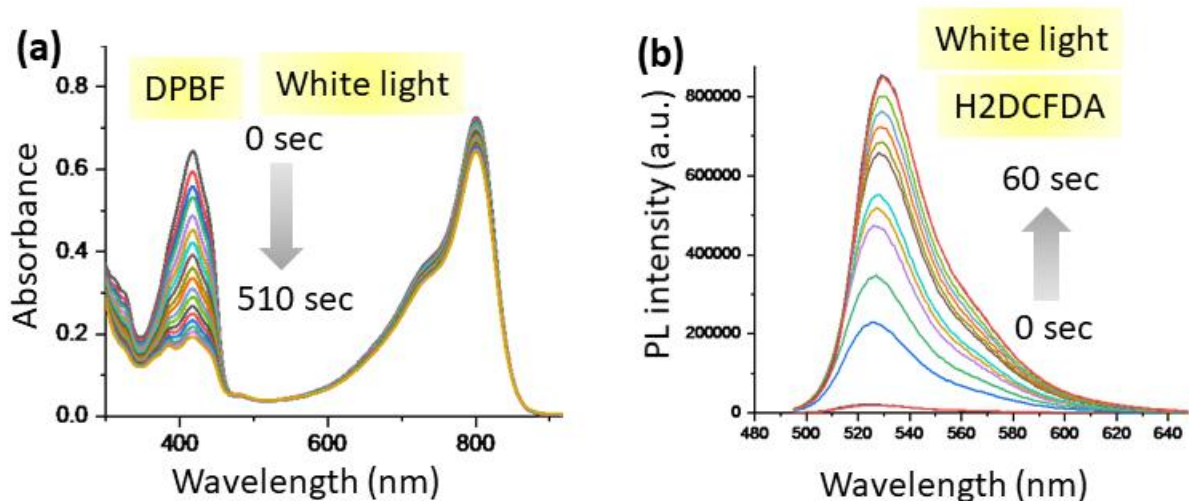 (a)
DPBF
White light
0 sec
510 sec
Absorbance
0.8
0.6
0.4
0.2
0.0
400
600
800
Wavelength (nm)
(b)
White light
H2DCFDA
60 sec
0 sec
PL intensity (a.u.)
800000
600000
400000
200000
0
480
500
520
540
560
580
600
620
640
Wavelength (nm)